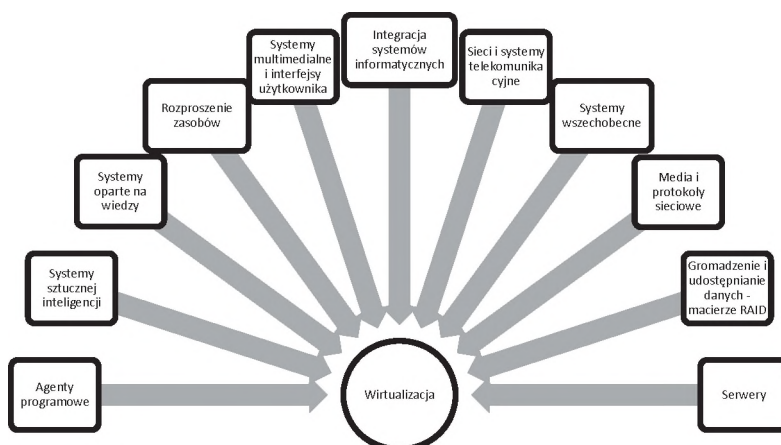 Integracja
systemów
informatycznych
Systemy
multimedialne
i interfejsy
użytkownika
Sieci i systemy
telekomunika
cyjne
Rozproszenie
zasobów
Systemy
wszechobecne
Systemy
oparte na
wiedzy
Media i
protokoły
sieciowe
Systemy
sztucznej
inteligencji
Gromadzenie i
udostępnianie
danych -
macierze RAID
Agenty
programowe
Wirtualizacja
Serwery